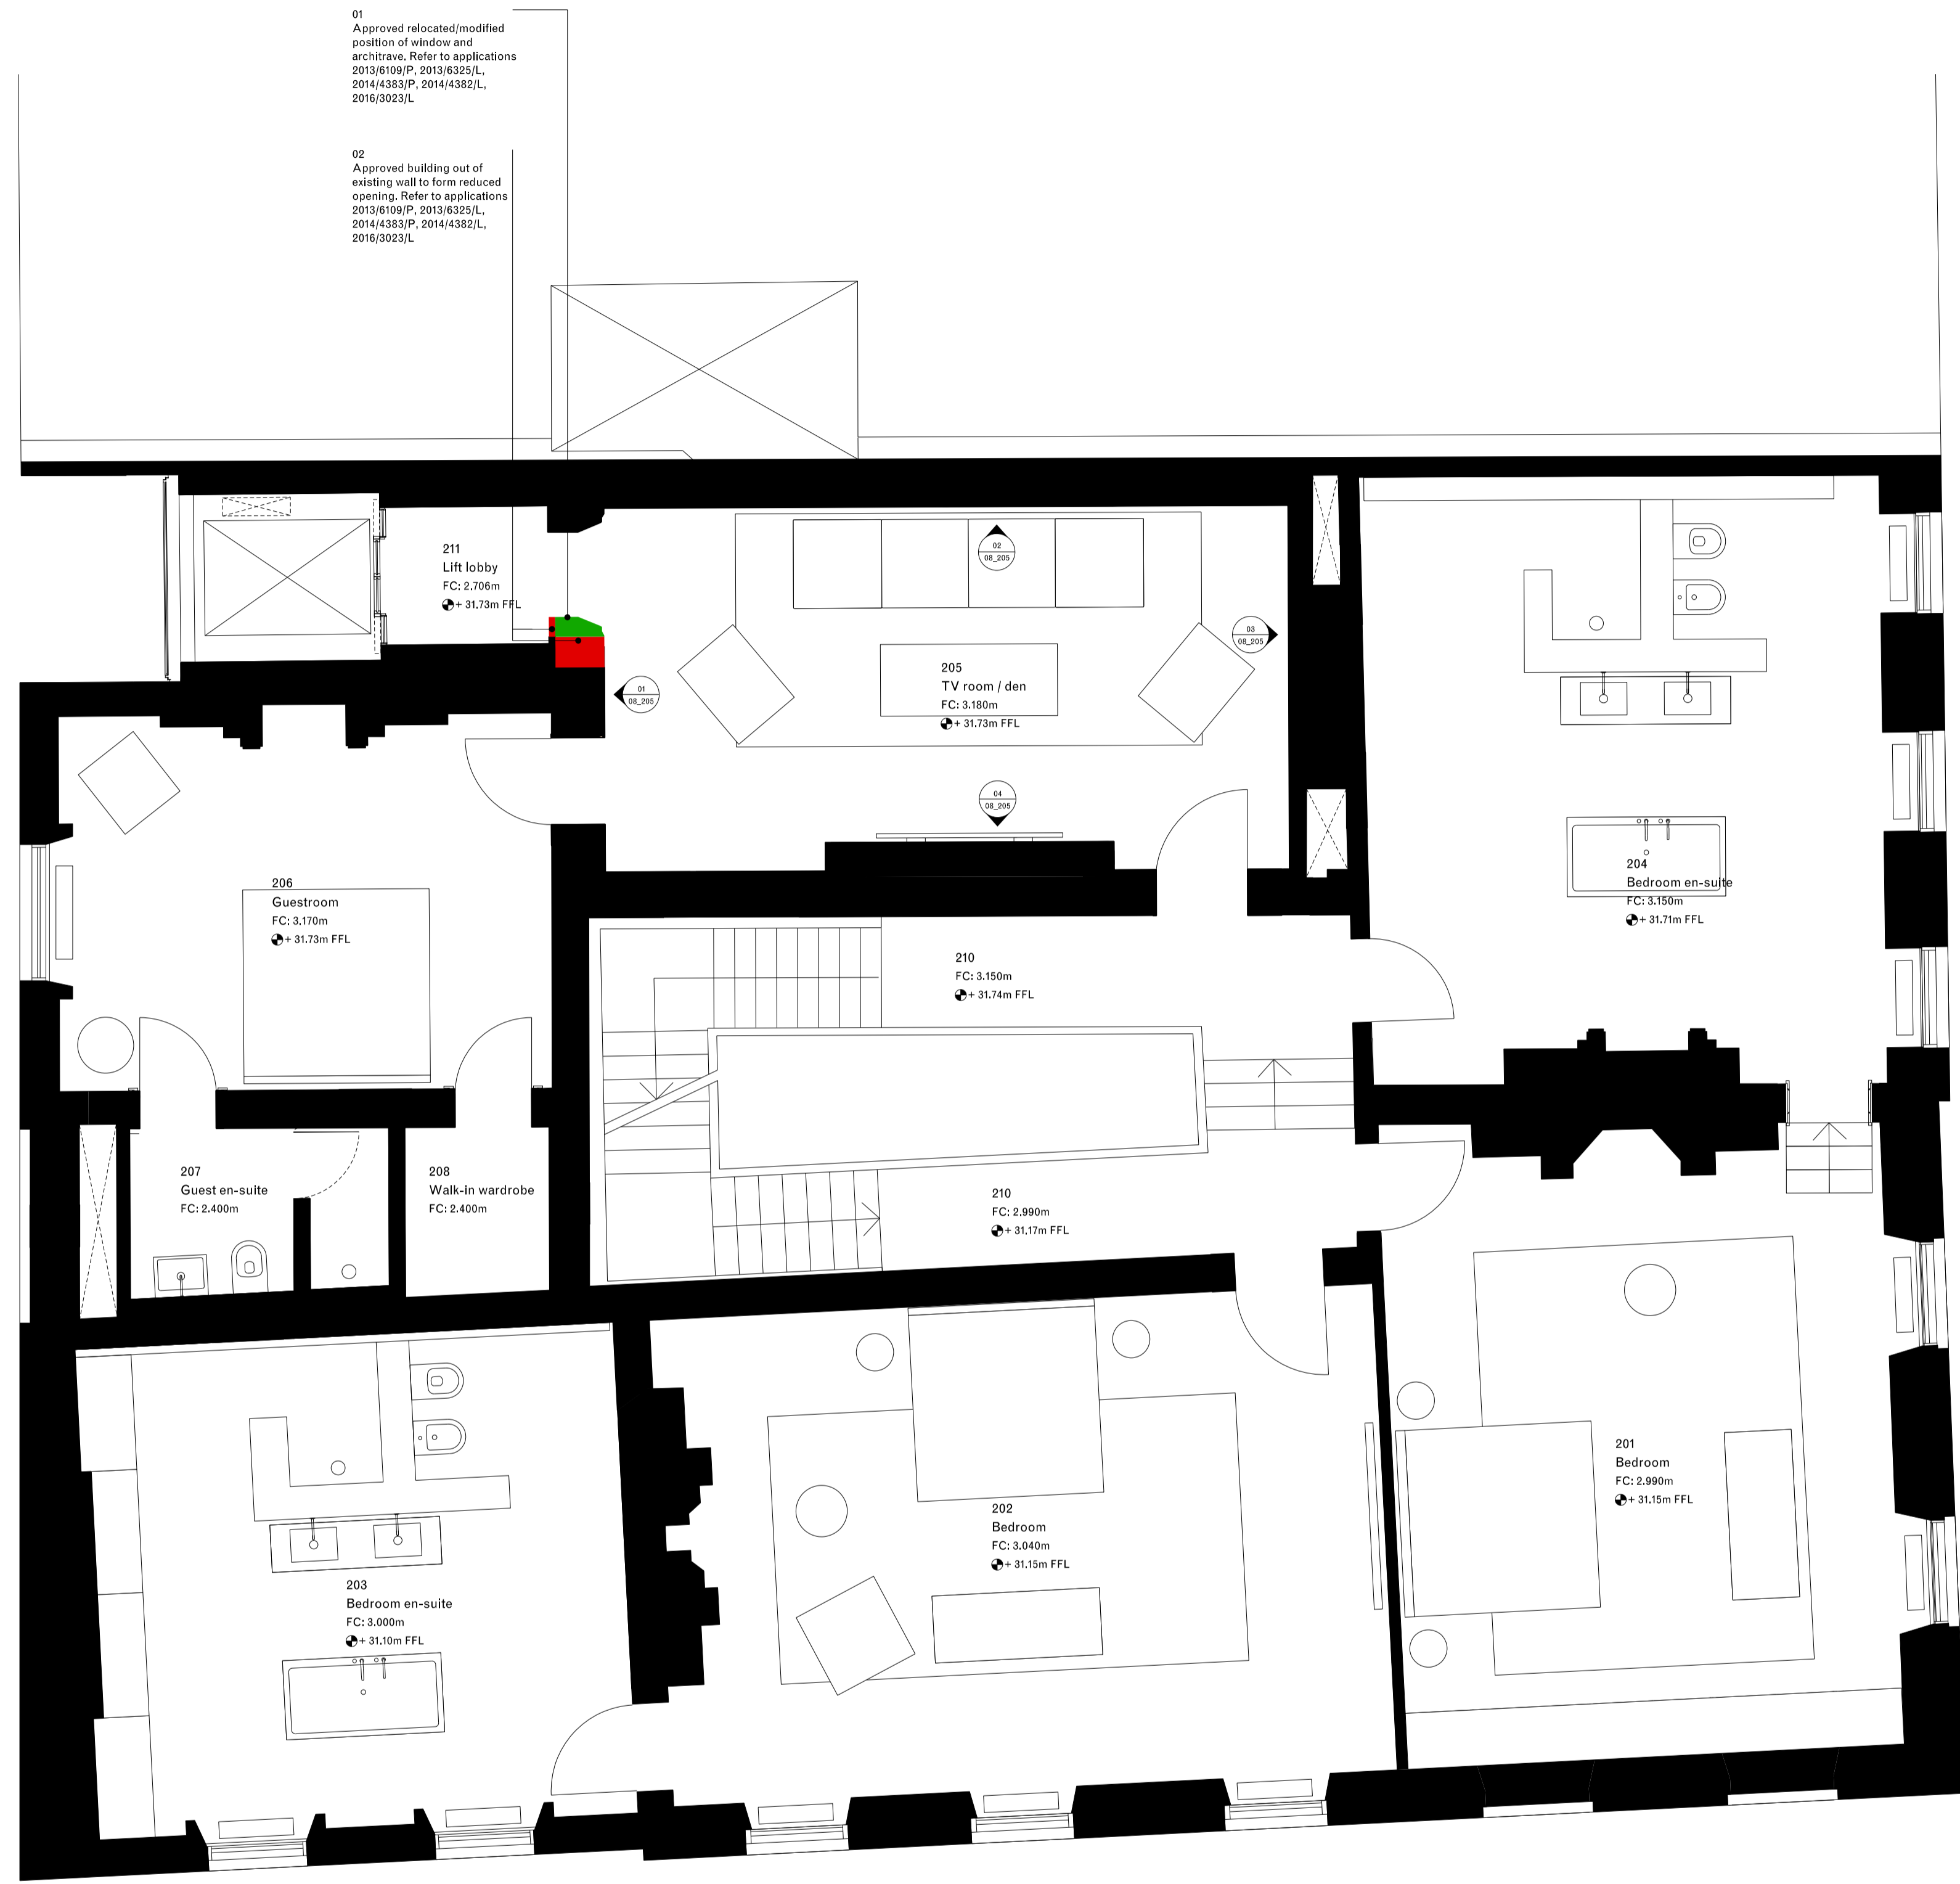 01
Approved relocated/modified
position of window and
architrave. Refer to applications
2013/6109/P, 2013/6325/L,
2014/4383/P, 2014/4382/L,
2016/3023/L
02
Approved building out of
existing wall to form reduced
opening. Refer to applications
2013/6109/P, 2013/6325/L,
2014/4383/P, 2014/4382/L,
2016/3023/L
211
Lift lobby
FC: 2.706m
+ 31.73m FFL
02
08_205
03
08_205
01
08_205
205
TV room / den
FC: 3.180m
+ 31.73m FFL
04
08_205
204
Bedroom en-suite
FC: 3.150m
+ 31.71m FFL
206
Guestroom
FC: 3.170m
+ 31.73m FFL
210
FC: 3.150m
+ 31.74m FFL
207
Guest en-suite
FC: 2.400m
208
Walk-in wardrobe
FC: 2.400m
210
FC: 2.990m
+ 31.17m FFL
201
Bedroom
FC: 2.990m
+ 31.15m FFL
202
Bedroom
FC: 3.040m
+ 31.15m FFL
203
Bedroom en-suite
FC: 3.000m
+ 31.10m FFL